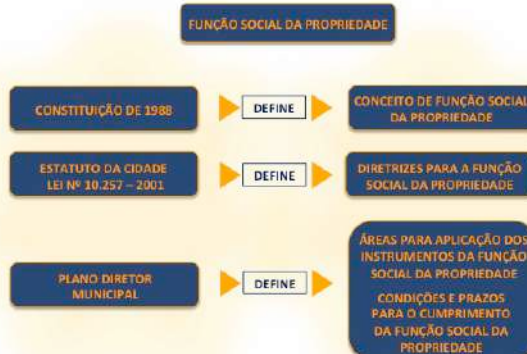 FUNÇÃO SOCIAL DA PROPRIEDADE
CONSTITUIÇÃO DE 1988
DEFINE
CONCEITO DE FUNÇÃO SOCIAL
DA PROPRIEDADE
ESTATUTO DA CIDADE
LEI Nº 10.257 – 2001
DEFINE
DIRETRIZES PARA A FUNÇÃO
SOCIAL DA PROPRIEDADE
PLANO DIRETOR
MUNICIPAL
DEFINE
ÁREAS PARA APLICAÇÃO DOS
INSTRUMENTOS DA FUNÇÃO
SOCIAL DA PROPRIEDADE
CONDIÇÕES E PRAZOS
PARA O CUMPRIMENTO
DA FUNÇÃO SOCIAL DA
PROPRIEDADE